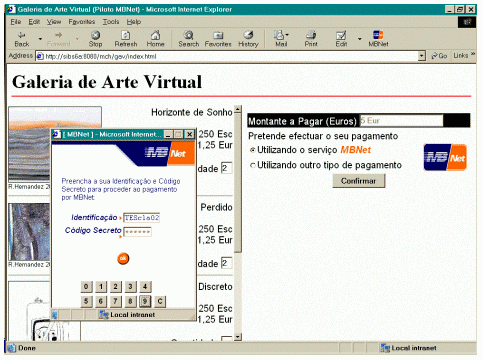 Galeria de Arte Virtual (Piloto MBNet) - Microsoft Internet Explorer
File Edit View Favorites Tools Help
Back Forward Stop Refresh Home Search Favorites History Mail Print Edit MBNet
Address http://sibs6a:8080/mch/gav/index.html Go Links »
Galeria de Arte Virtual
Horizonte de Sonho
250 Esc
1,25 Eur
dade 2
R.Hernandez 20
Perdido
250 Esc
1,25 Eur
dade 2
R.Hernandez 20
Discreto
250 Esc
1,25 Eur
[ MBNet ] - Microsoft Internet...
MB Net
Preencha a sua Identificação e Código
Secreto para proceder ao pagamento
por MBNet:
Identificação TEScla02
Código Secreto ******
ok
0 1 2 3 4
5 6 7 8 9 C
Local intranet
Montante a Pagar (Euros) 5 Eur
Pretende efectuar o seu pagamento
Utilizando o serviço MBNet
Utilizando outro tipo de pagamento
MB Net
Confirmar
Done Local intranet